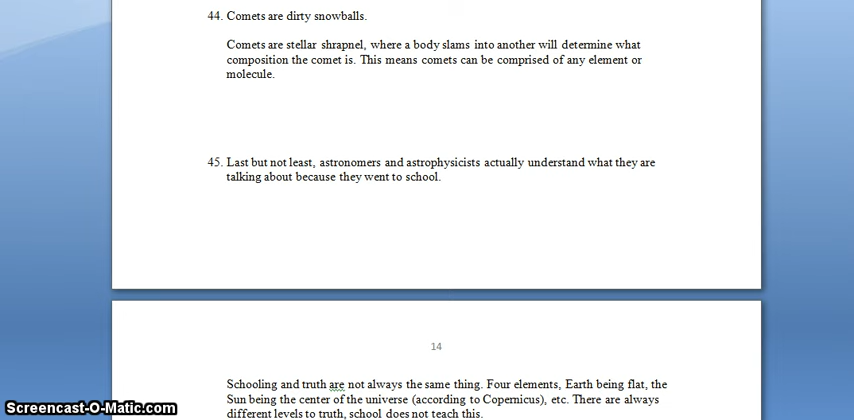 44. Comets are dirty snowballs.
Comets are stellar shrapnel, where a body slams into another will determine what
composition the comet is. This means comets can be comprised of any element or
molecule.
45. Last but not least, astronomers and astrophysicists actually understand what they are
talking about because they went to school.
14
Schooling and truth are not always the same thing. Four elements, Earth being flat, the
Sun being the center of the universe (according to Copernicus), etc. There are always
different levels to truth, school does not teach this.
Screencast-O-Matic.com